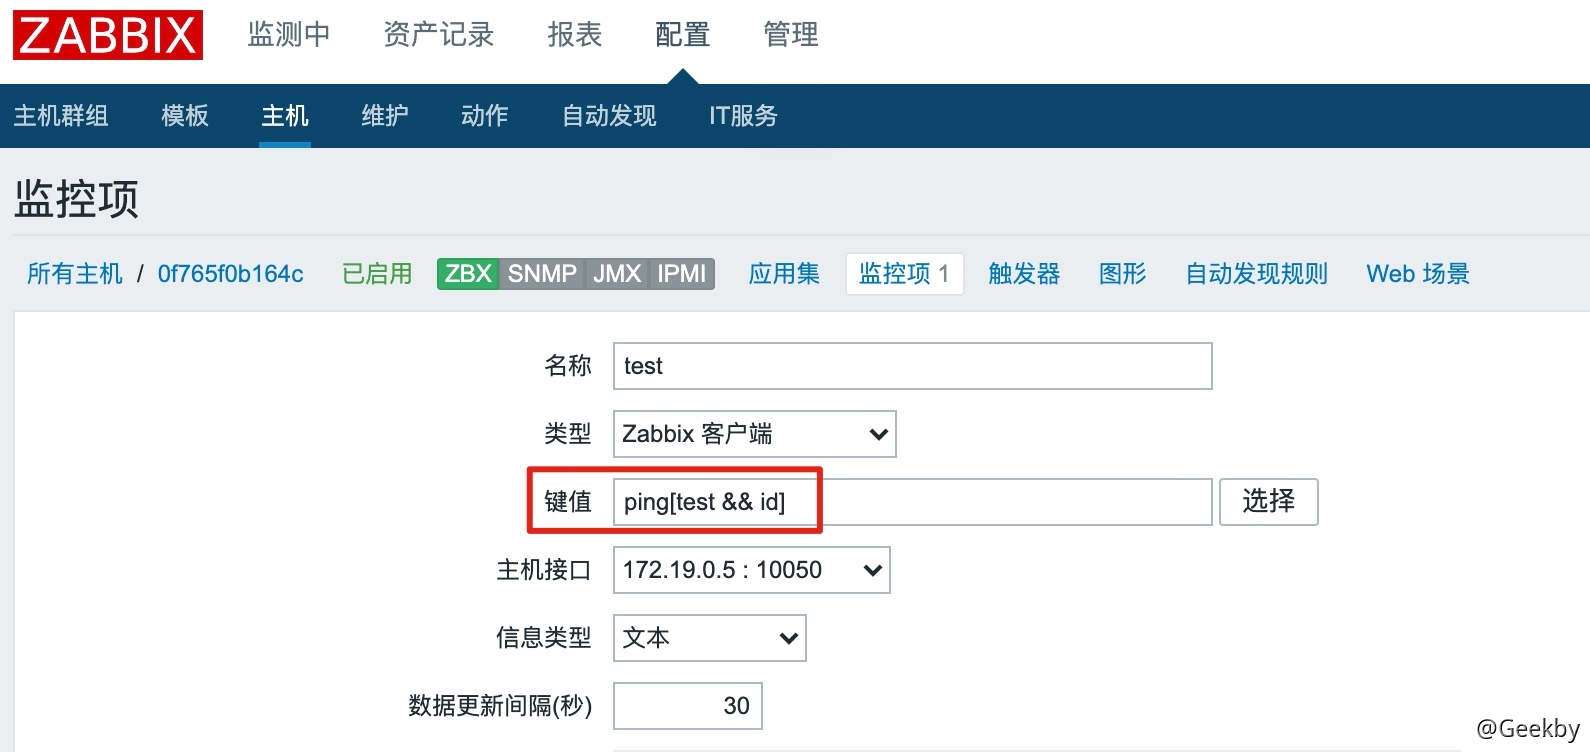 ZABBIX 监测中 资产记录 报表 配置 管理
主机群组 模板 主机 维护 动作 自动发现 IT服务
监控项
所有主机 / 0f765f0b164c 已启用 ZBX SNMP JMX IPMI 应用集 监控项 1 触发器 图形 自动发现规则 Web 场景
名称 test
类型 Zabbix 客户端
键值 ping[test && id] 选择
主机接口 172.19.0.5 : 10050
信息类型 文本
数据更新间隔(秒) 30
@Geekby